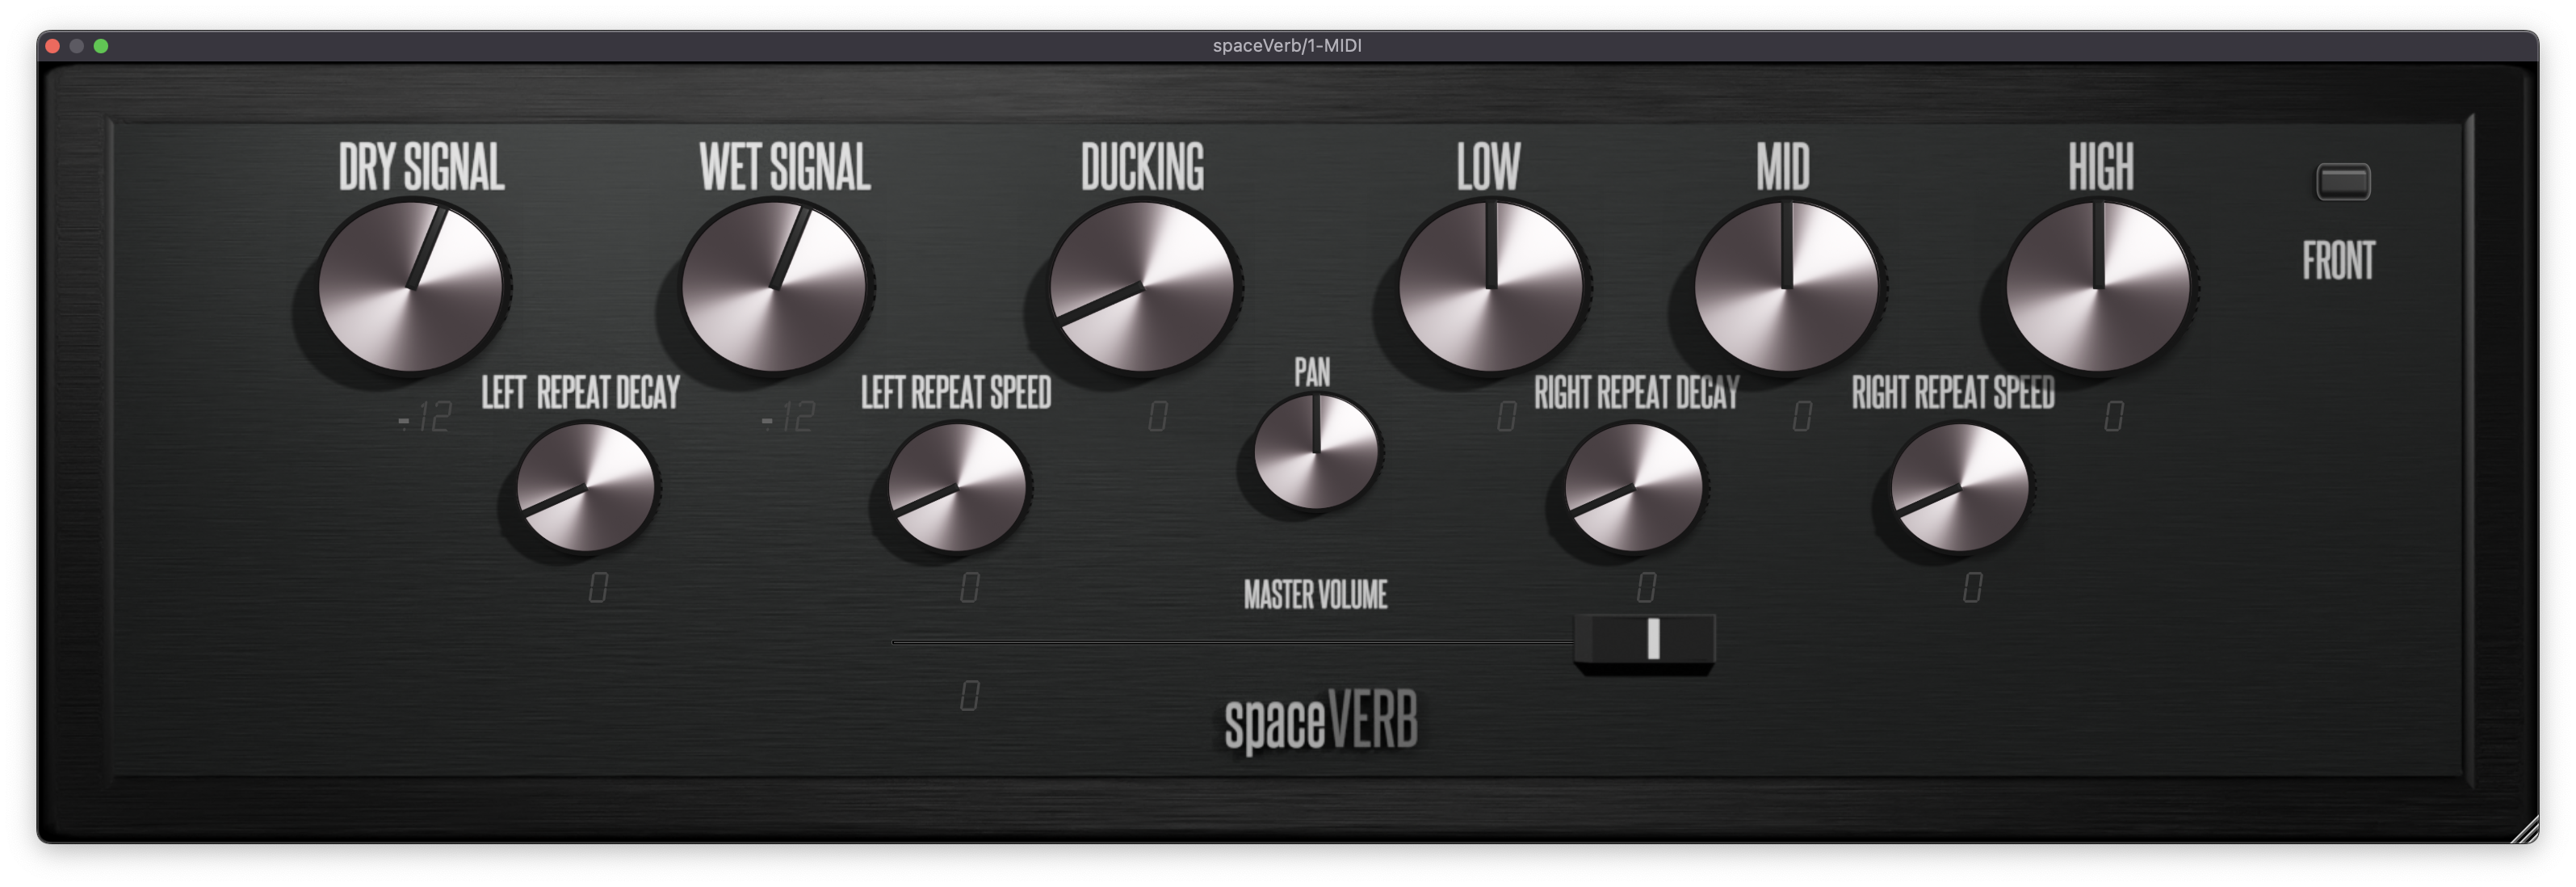 spaceVerb/1-MIDI
DRY SIGNAL
WET SIGNAL
DUCKING
LOW
MID
HIGH
FRONT
PAN
LEFT REPEAT DECAY
LEFT REPEAT SPEED
RIGHT REPEAT DECAY
RIGHT REPEAT SPEED
-12
-12
0
0
0
0
0
0
0
0
MASTER VOLUME
0
spaceVERB